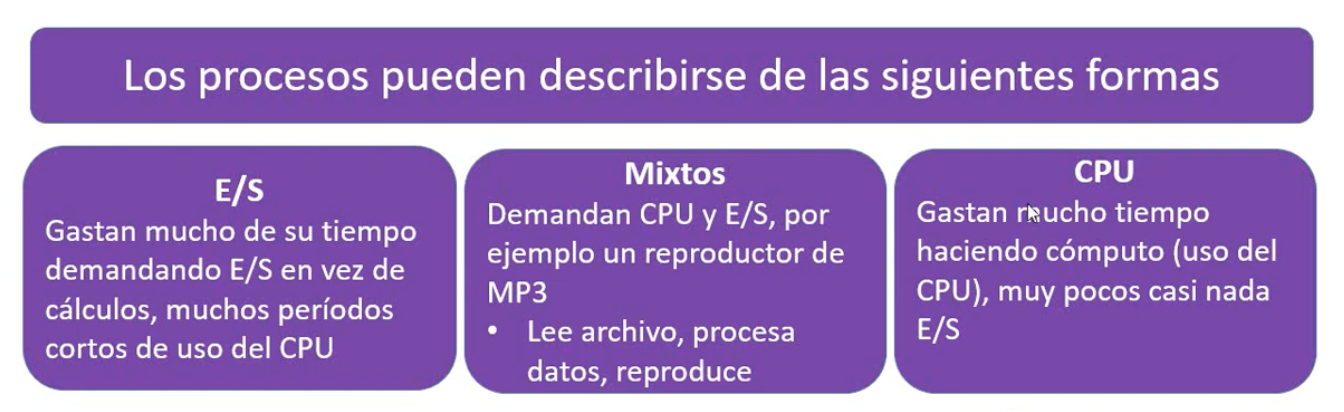 Los procesos pueden describirse de las siguientes formas
E/S
Gastan mucho de su tiempo
demandando E/S en vez de
cálculos, muchos períodos
cortos de uso del CPU
Mixtos
Demandan CPU y E/S, por
ejemplo un reproductor de
MP3
• Lee archivo, procesa
datos, reproduce
CPU
Gastan mucho tiempo
haciendo cómputo (uso del
CPU), muy pocos casi nada
E/S